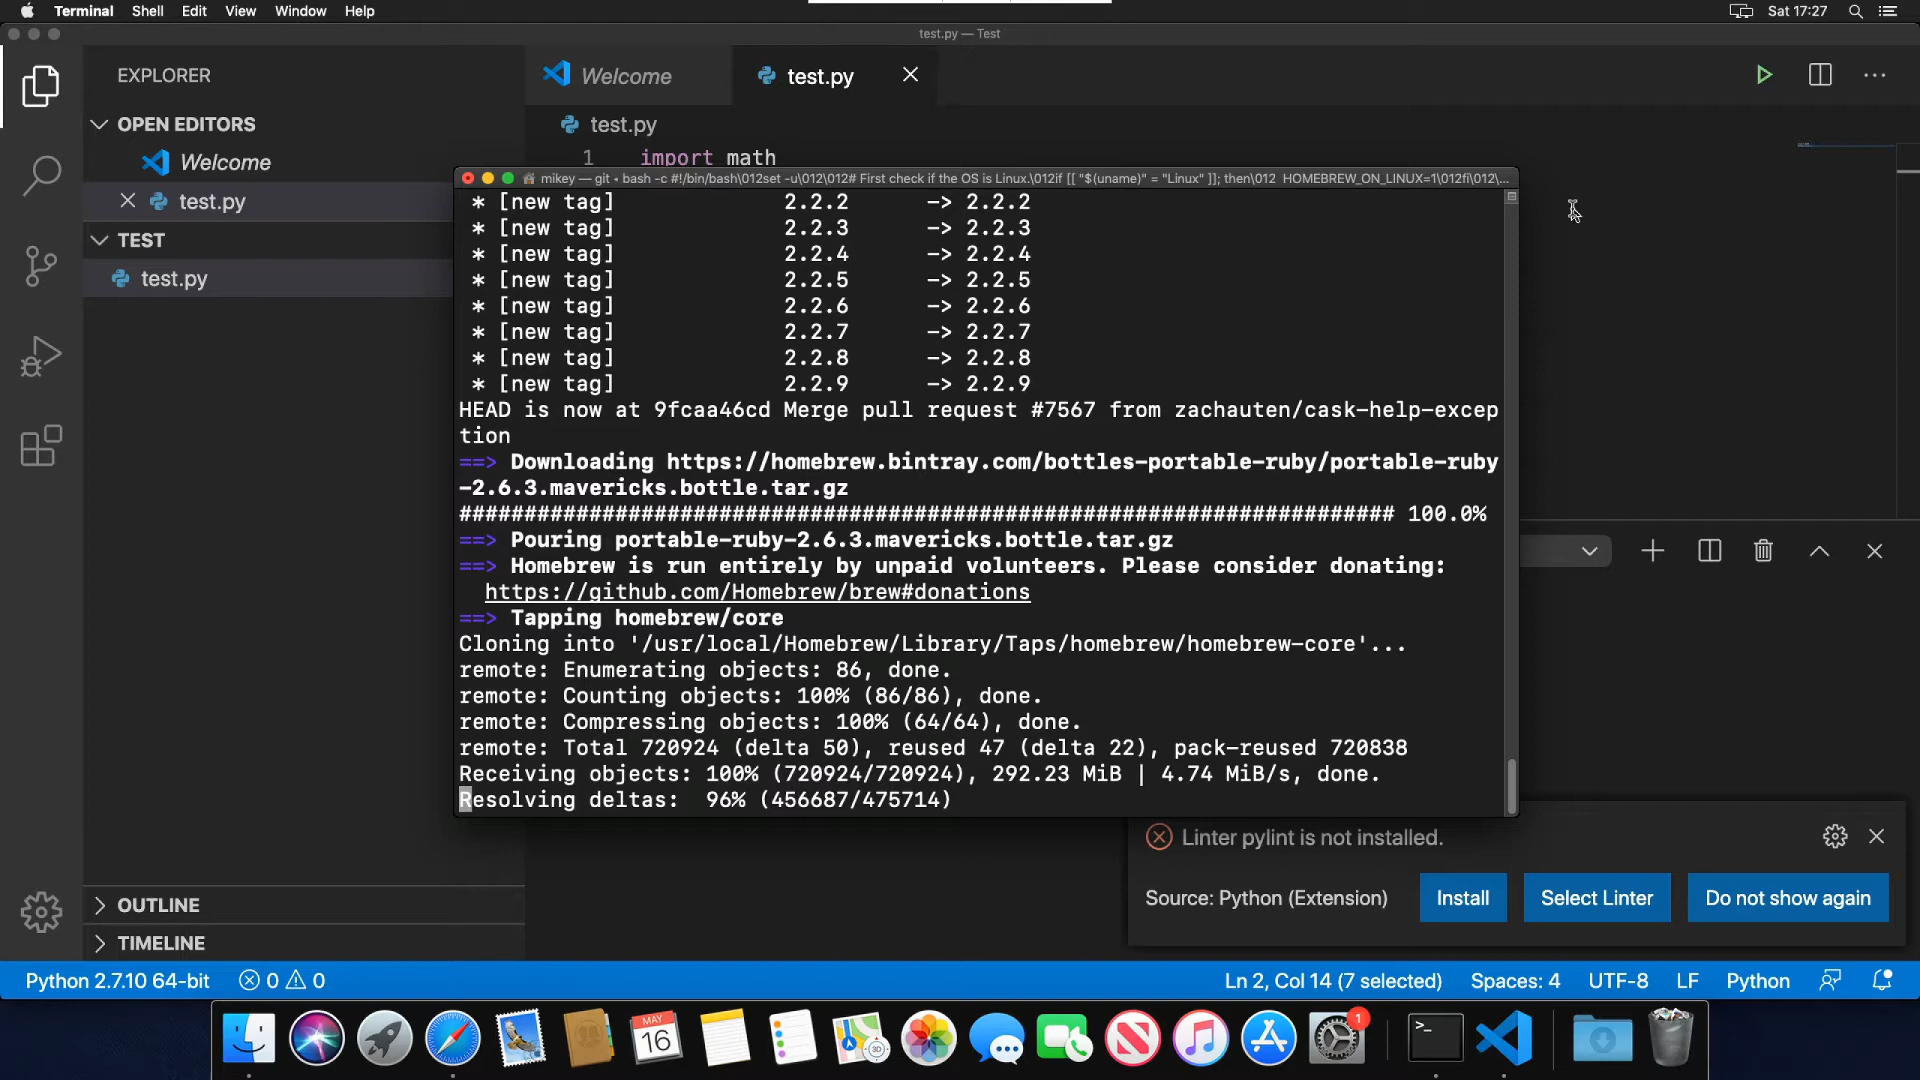 Terminal Shell Edit View Window Help
Sat 17:27
test.py — Test
EXPLORER
Welcome
test.py
OPEN EDITORS
Welcome
test.py
TEST
test.py
test.py
1 import math
mikey — git ◂ bash -c #!/bin/bash\012set -u\012\012# First check if the OS is Linux.\012if [[ "$(uname)" = "Linux" ]]; then\012  HOMEBREW_ON_LINUX=1\012fi\012\...
* [new tag] 2.2.2 -> 2.2.2
* [new tag] 2.2.3 -> 2.2.3
* [new tag] 2.2.4 -> 2.2.4
* [new tag] 2.2.5 -> 2.2.5
* [new tag] 2.2.6 -> 2.2.6
* [new tag] 2.2.7 -> 2.2.7
* [new tag] 2.2.8 -> 2.2.8
* [new tag] 2.2.9 -> 2.2.9
HEAD is now at 9fcaa46cd Merge pull request #7567 from zachauten/cask-help-excep
tion
==> Downloading https://homebrew.bintray.com/bottles-portable-ruby/portable-ruby
-2.6.3.mavericks.bottle.tar.gz
######################################################################## 100.0%
==> Pouring portable-ruby-2.6.3.mavericks.bottle.tar.gz
==> Homebrew is run entirely by unpaid volunteers. Please consider donating:
https://github.com/Homebrew/brew#donations
==> Tapping homebrew/core
Cloning into '/usr/local/Homebrew/Library/Taps/homebrew/homebrew-core'...
remote: Enumerating objects: 86, done.
remote: Counting objects: 100% (86/86), done.
remote: Compressing objects: 100% (64/64), done.
remote: Total 720924 (delta 50), reused 47 (delta 22), pack-reused 720838
Receiving objects: 100% (720924/720924), 292.23 MiB | 4.74 MiB/s, done.
Resolving deltas: 96% (456687/475714)
Linter pylint is not installed.
Source: Python (Extension)
Install
Select Linter
Do not show again
OUTLINE
TIMELINE
Python 2.7.10 64-bit
0
0
Ln 2, Col 14 (7 selected)
Spaces: 4
UTF-8
LF
Python
MAY
16
3D
1
>_